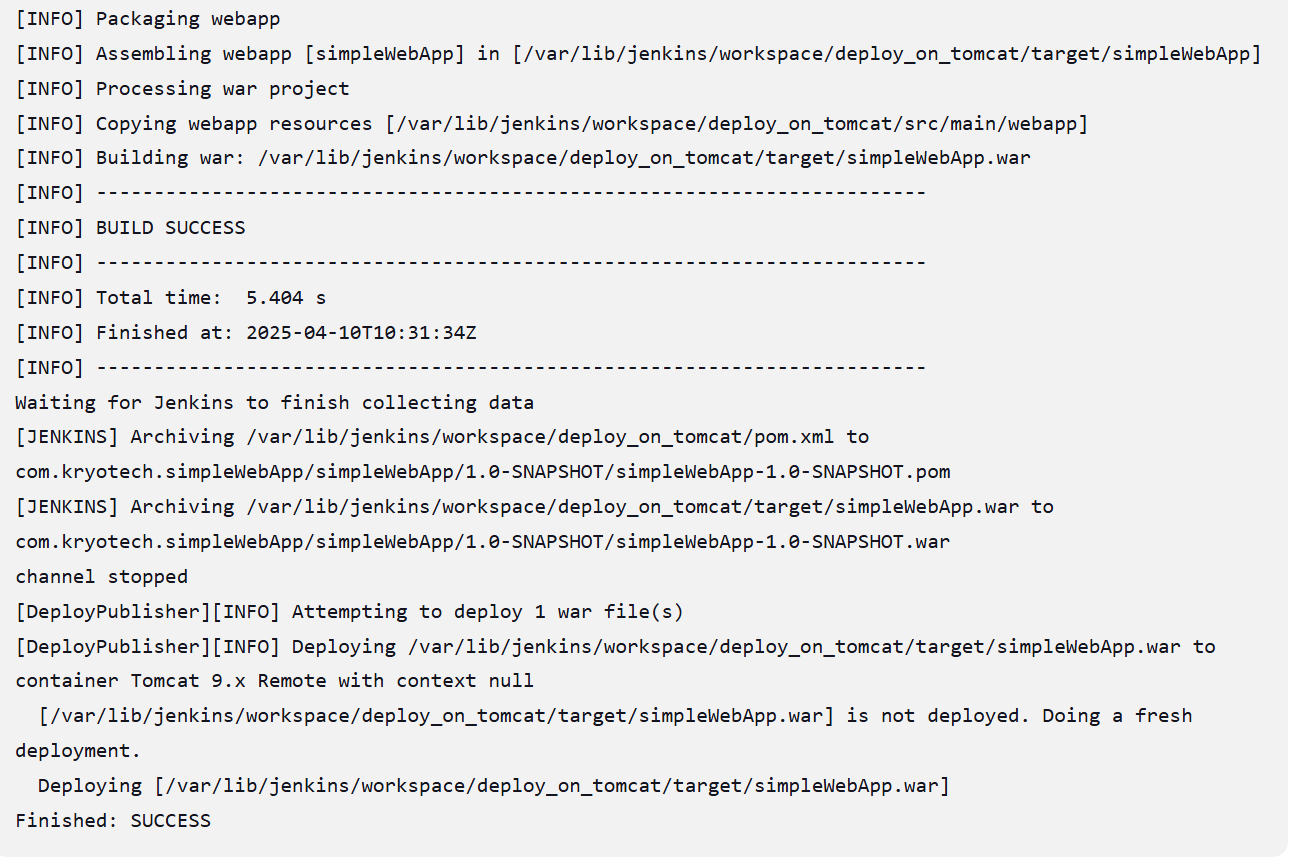 [INFO] Packaging webapp
[INFO] Assembling webapp [simpleWebApp] in [/var/lib/jenkins/workspace/deploy_on_tomcat/target/simpleWebApp]
[INFO] Processing war project
[INFO] Copying webapp resources [/var/lib/jenkins/workspace/deploy_on_tomcat/src/main/webapp]
[INFO] Building war: /var/lib/jenkins/workspace/deploy_on_tomcat/target/simpleWebApp.war
[INFO] ------------------------------------------------------------------------
[INFO] BUILD SUCCESS
[INFO] ------------------------------------------------------------------------
[INFO] Total time:  5.404 s
[INFO] Finished at: 2025-04-10T10:31:34Z
[INFO] ------------------------------------------------------------------------
Waiting for Jenkins to finish collecting data
[JENKINS] Archiving /var/lib/jenkins/workspace/deploy_on_tomcat/pom.xml to
com.kryotech.simpleWebApp/simpleWebApp/1.0-SNAPSHOT/simpleWebApp-1.0-SNAPSHOT.pom
[JENKINS] Archiving /var/lib/jenkins/workspace/deploy_on_tomcat/target/simpleWebApp.war to
com.kryotech.simpleWebApp/simpleWebApp/1.0-SNAPSHOT/simpleWebApp-1.0-SNAPSHOT.war
channel stopped
[DeployPublisher][INFO] Attempting to deploy 1 war file(s)
[DeployPublisher][INFO] Deploying /var/lib/jenkins/workspace/deploy_on_tomcat/target/simpleWebApp.war to
container Tomcat 9.x Remote with context null
  [/var/lib/jenkins/workspace/deploy_on_tomcat/target/simpleWebApp.war] is not deployed. Doing a fresh
deployment.
  Deploying [/var/lib/jenkins/workspace/deploy_on_tomcat/target/simpleWebApp.war]
Finished: SUCCESS